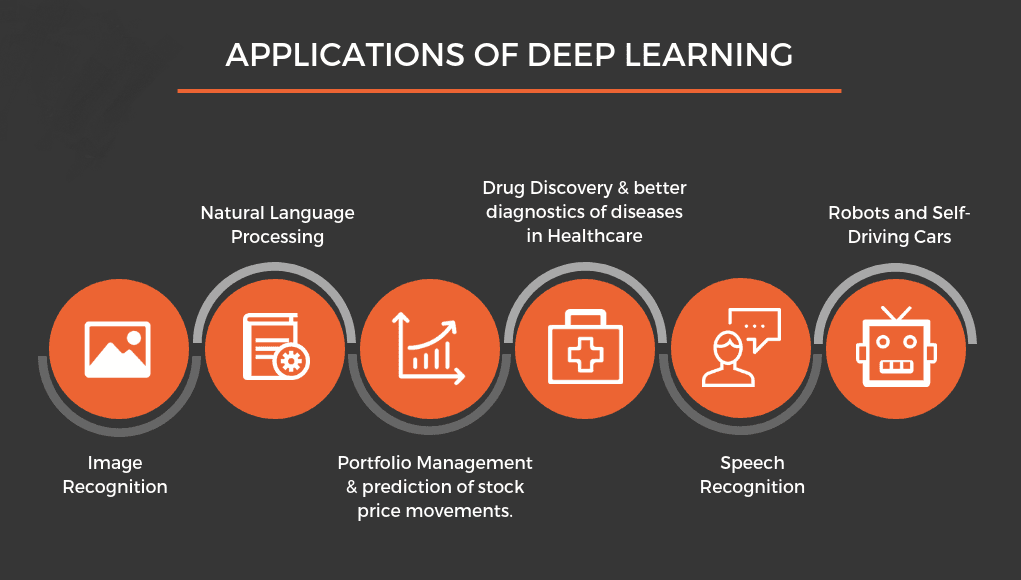 APPLICATIONS OF DEEP LEARNING
Image
Recognition
Natural Language
Processing
Portfolio Management
& prediction of stock
price movements.
Drug Discovery & better
diagnostics of diseases
in Healthcare
Speech
Recognition
Robots and Self-
Driving Cars